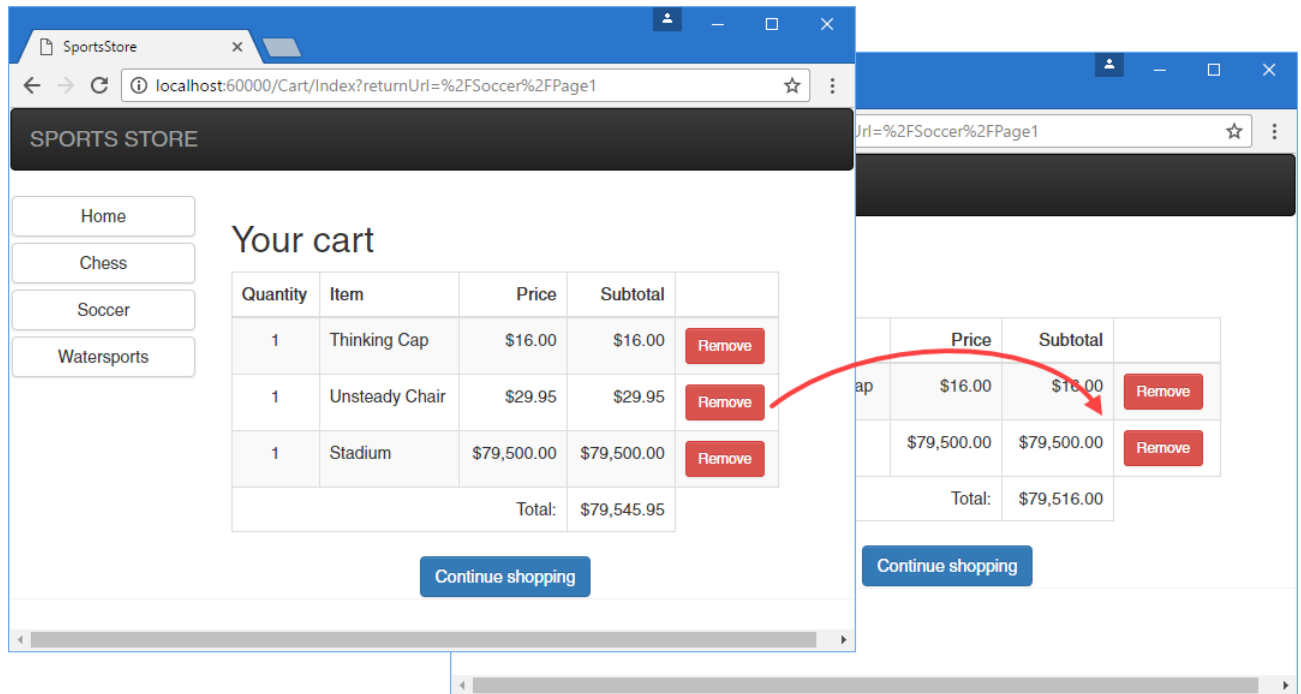 SportsStore
localhost:60000/Cart/Index?returnUrl=%2FSoccer%2FPage1
SPORTS STORE
Home
Chess
Soccer
Watersports
Your cart
Quantity Item Price Subtotal
1 Thinking Cap $16.00 $16.00 Remove
1 Unsteady Chair $29.95 $29.95 Remove
1 Stadium $79,500.00 $79,500.00 Remove
Total: $79,545.95
Continue shopping
Url=%2FSoccer%2FPage1
Price Subtotal
ap $16.00 $16.00 Remove
$79,500.00 $79,500.00 Remove
Total: $79,516.00
Continue shopping